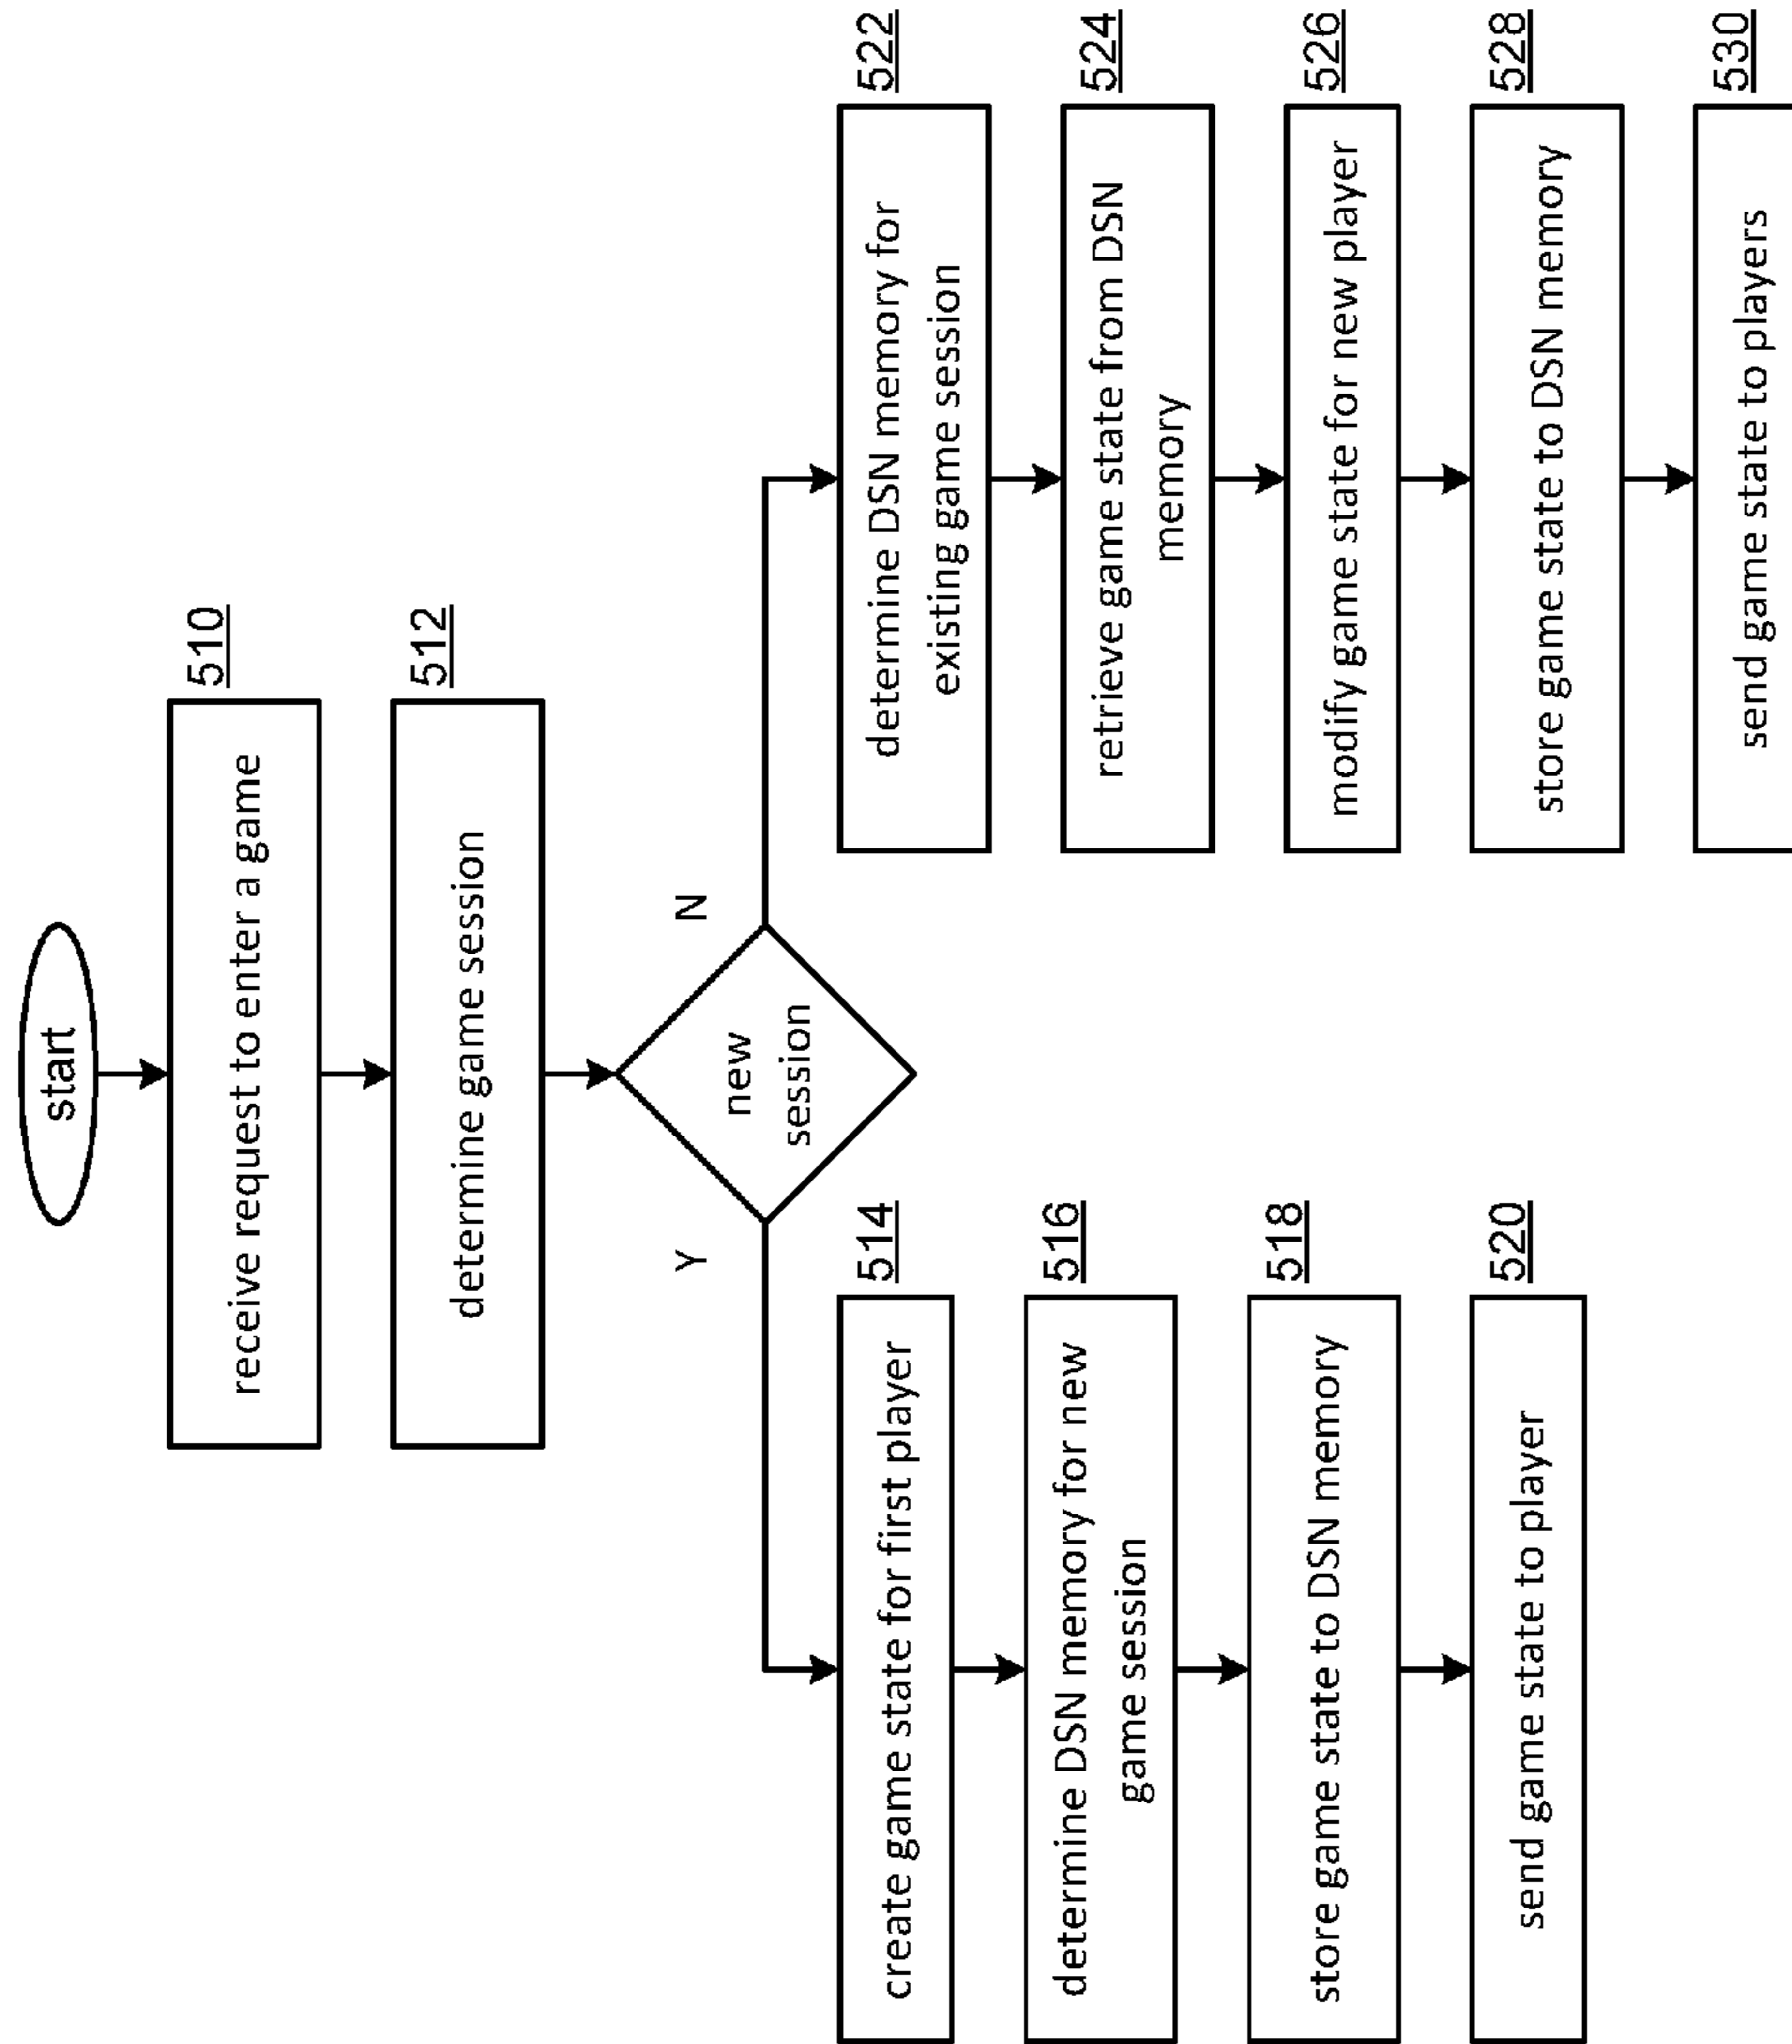 start
receive request to enter a game
510
determine game session
512
new
session
Y
N
create game state for first player
514
determine DSN memory for new
game session
516
store game state to DSN memory
518
send game state to player
520
determine DSN memory for
existing game session
522
retrieve game state from DSN
memory
524
modify game state for new player
526
store game state to DSN memory
528
send game state to players
530